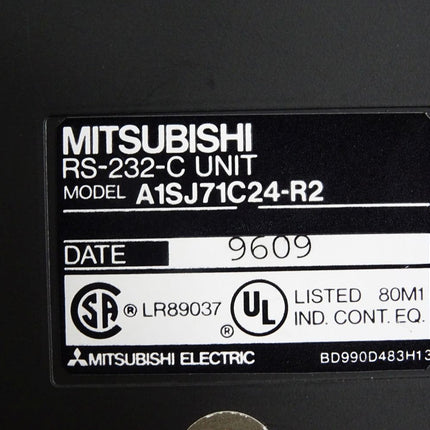 MITSUBISHI
RS-232-C UNIT
MODEL A1SJ71C24-R2
DATE 9609
SA ® LR89037 UL ® LISTED 80M1
IND. CONT. EQ.
MITSUBISHI ELECTRIC BD990D483H13